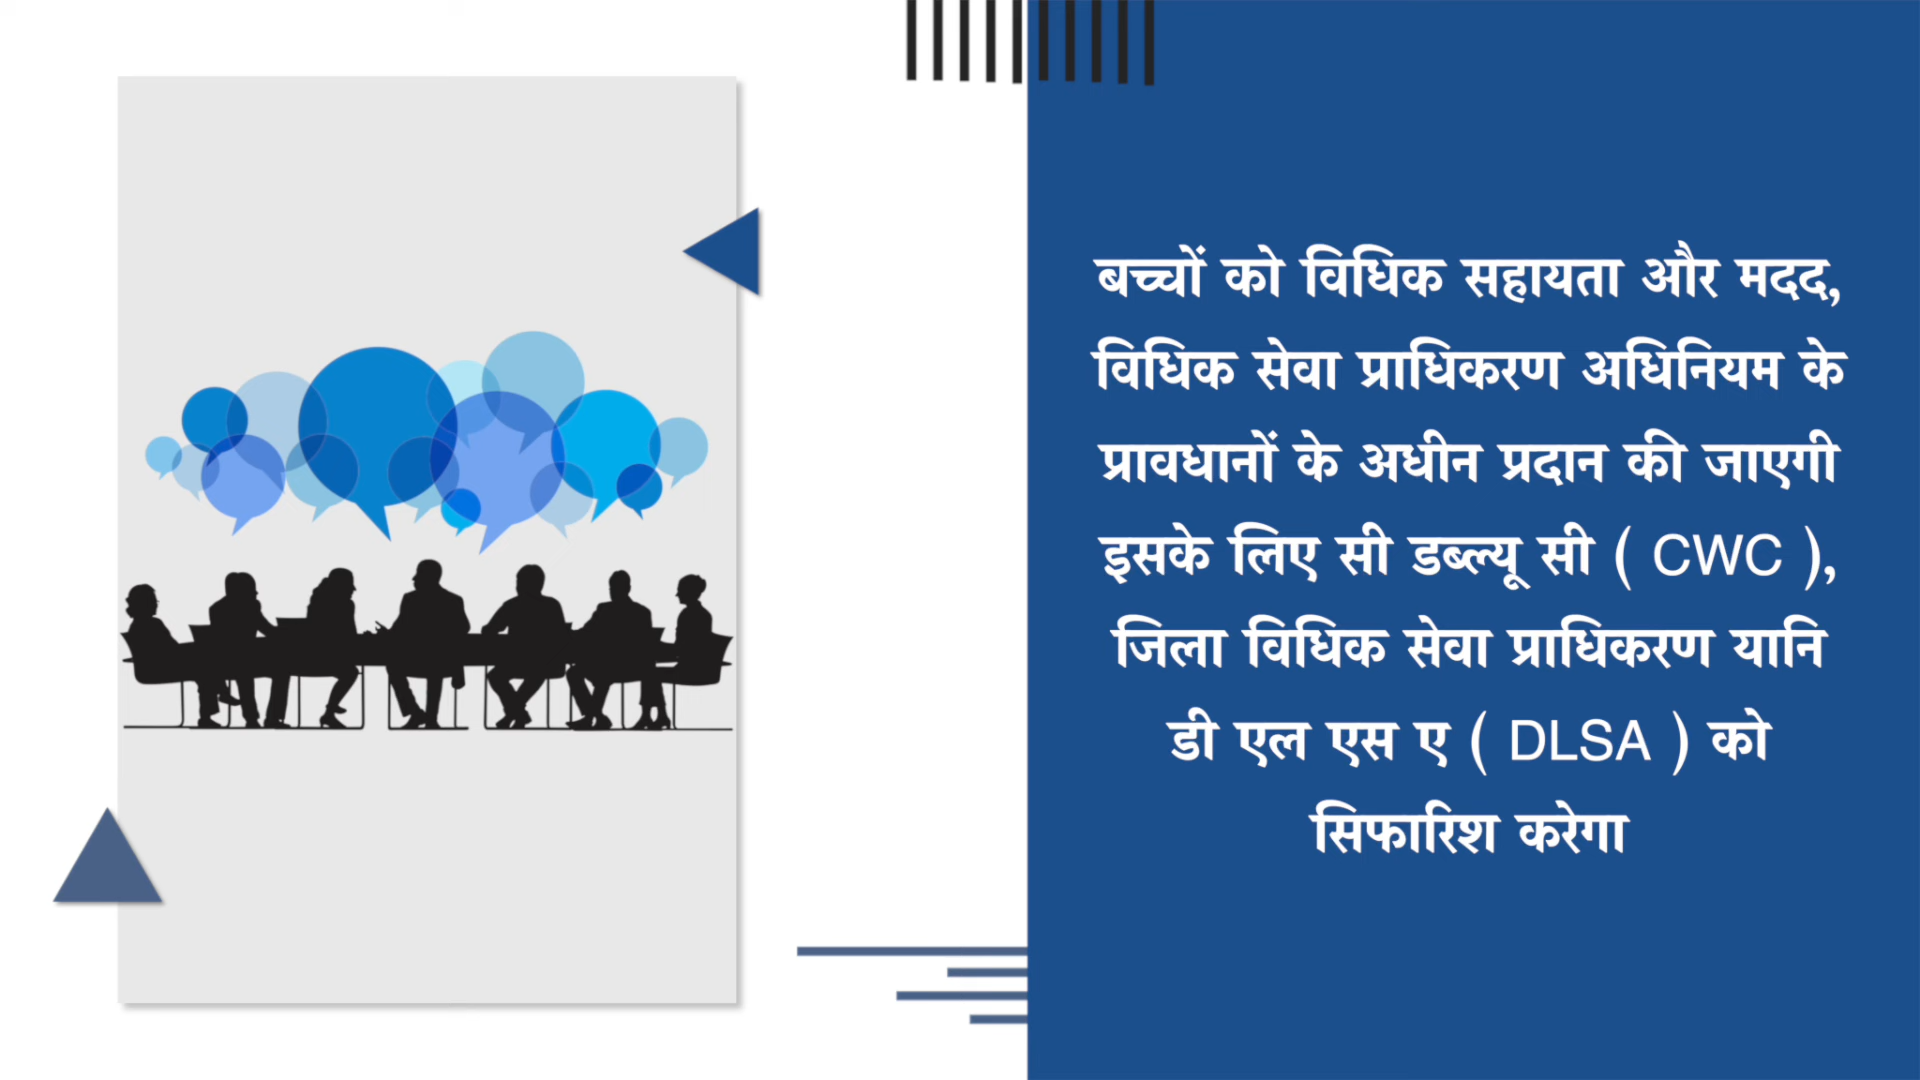 बच्चों को विधिक सहायता और मदद,
विधिक सेवा प्राधिकरण अधिनियम के
प्रावधानों के अधीन प्रदान की जाएगी
इसके लिए सी डब्ल्यू सी ( CWC ),
जिला विधिक सेवा प्राधिकरण यानि
डी एल एस ए ( DLSA ) को
सिफारिश करेगा